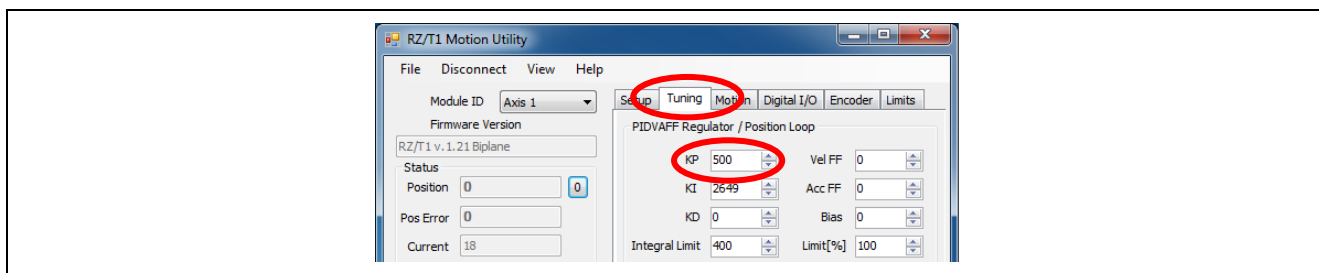 RZ/T1 Motion Utility
File Disconnect View Help
Module ID Axis 1
Setup Tuning Motion Digital I/O Encoder Limits
Firmware Version
PIDVAFF Regulator / Position Loop
RZ/T1 v.1.21 Biplane
KP 500 Vel FF 0
Status
Position 0 0
KI 2649 Acc FF 0
Pos Error 0
KD 0 Bias 0
Current 18
Integral Limit 400 Limit[%] 100